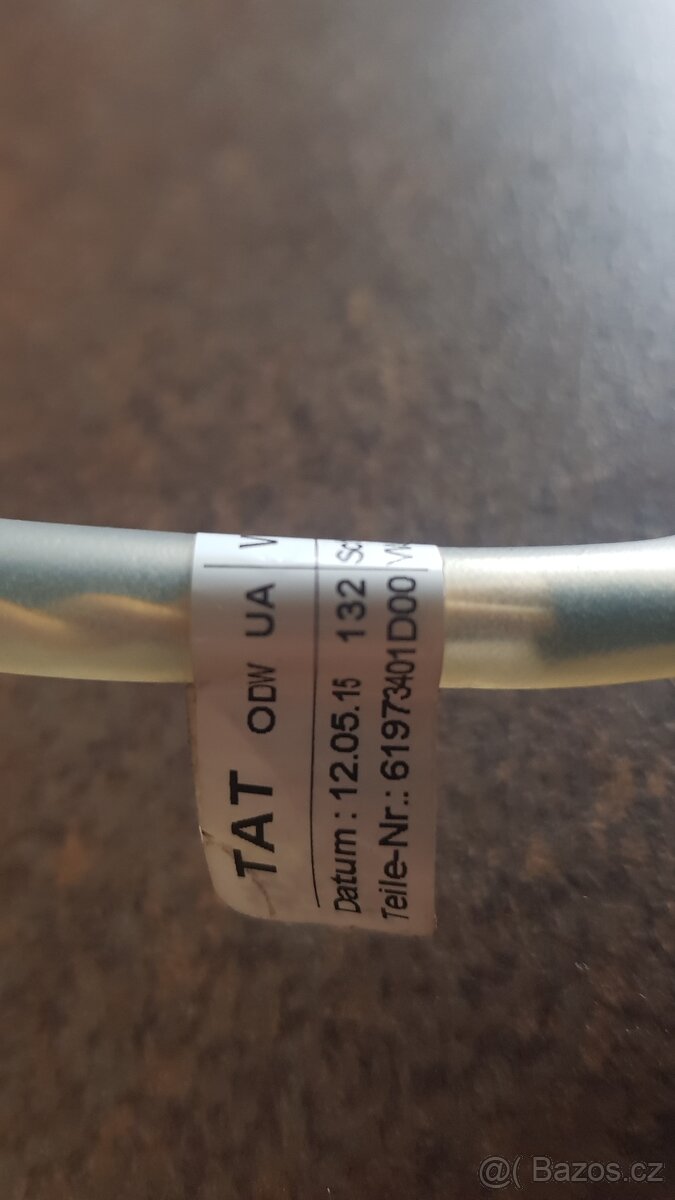 TAT ODW UA
Datum : 12.05.15 132
Teile-Nr.: 61973401D00
@( Bazos.cz